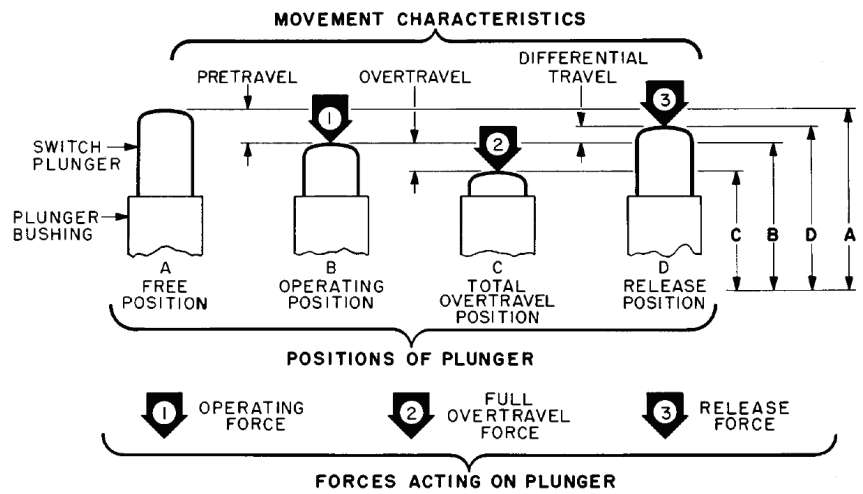 MOVEMENT CHARACTERISTICS
PRETRAVEL
OVERTRAVEL
DIFFERENTIAL
TRAVEL
1
2
3
SWITCH
PLUNGER
PLUNGER
BUSHING
A
FREE
POSITION
B
OPERATING
POSITION
C
TOTAL
OVERTRAVEL
POSITION
D
RELEASE
POSITION
C
B
D
A
POSITIONS OF PLUNGER
1
OPERATING
FORCE
2
FULL
OVERTRAVEL
FORCE
3
RELEASE
FORCE
FORCES ACTING ON PLUNGER